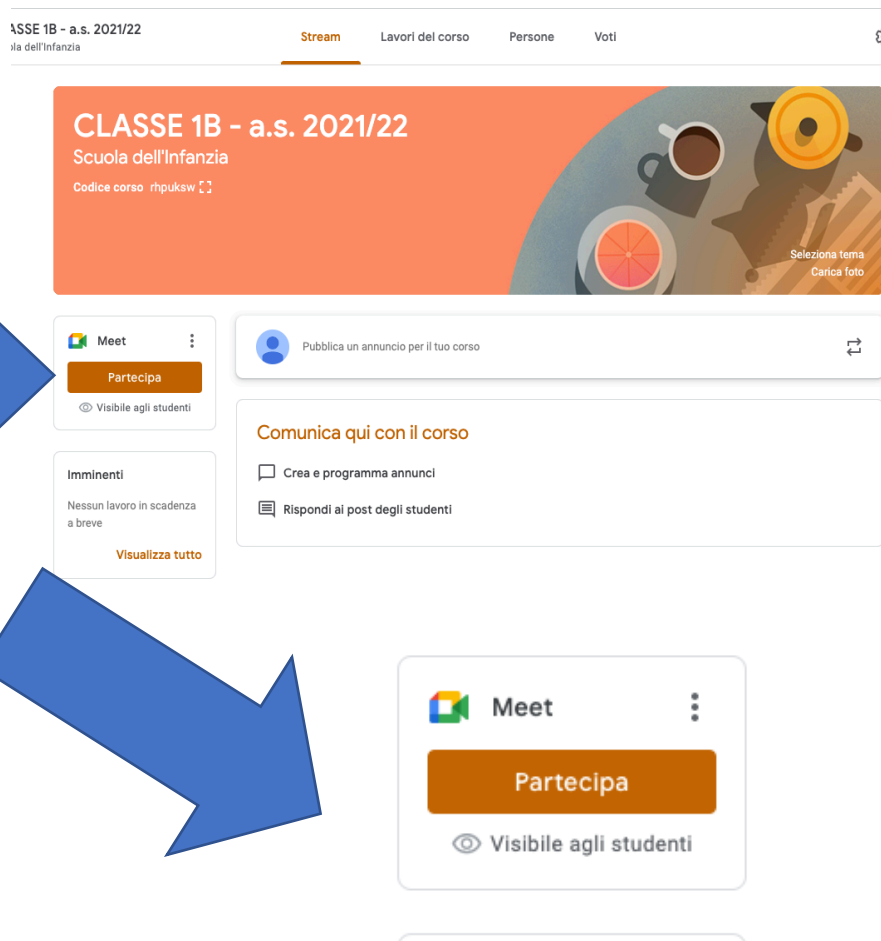 ASSE 1B - a.s. 2021/22
ola dell'Infanzia
Stream
Lavori del corso
Persone
Voti
CLASSE 1B - a.s. 2021/22
Scuola dell'Infanzia
Codice corso rhpuksw
Seleziona tema
Carica foto
Meet
Partecipa
Visibile agli studenti
Pubblica un annuncio per il tuo corso
Imminenti
Nessun lavoro in scadenza
a breve
Visualizza tutto
Comunica qui con il corso
Crea e programma annunci
Rispondi ai post degli studenti
Meet
Partecipa
Visibile agli studenti